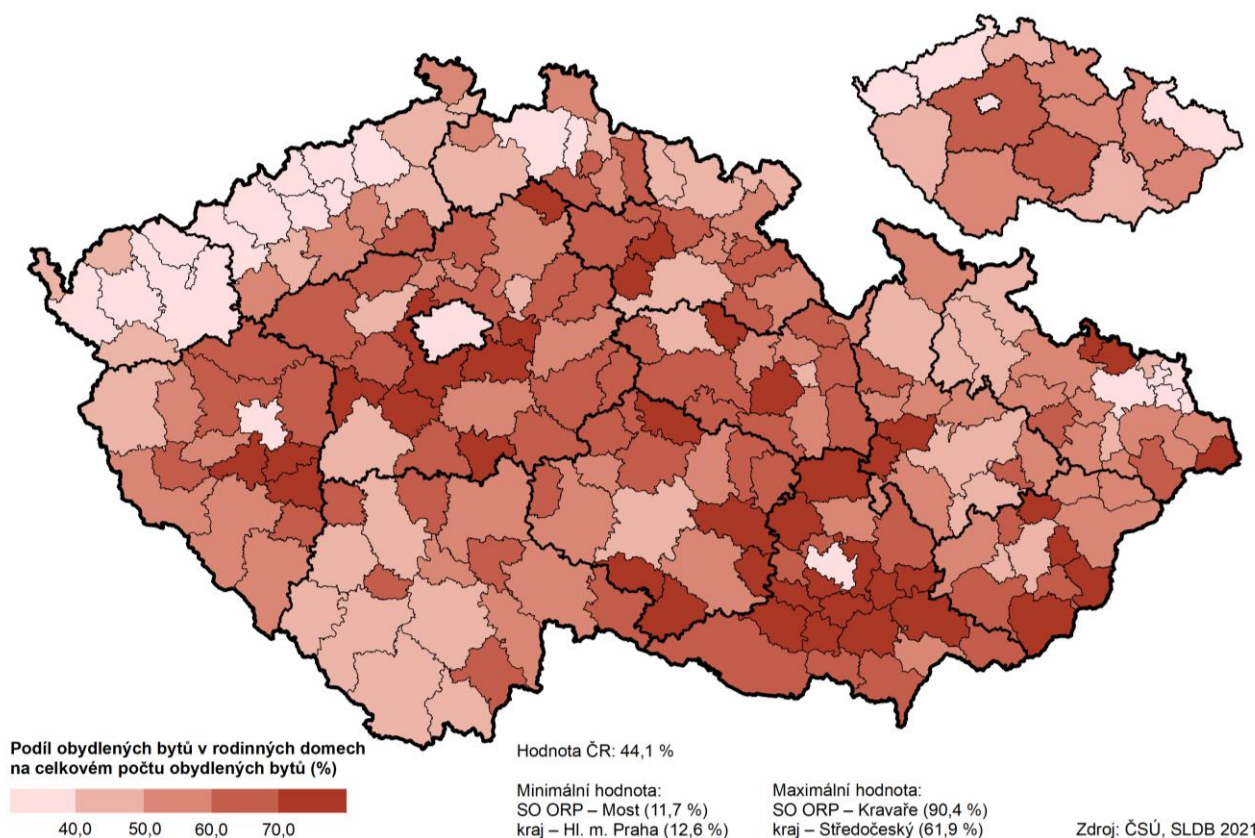 Podíl obydlených bytů v rodinných domech
na celkovém počtu obydlených bytů (%)
40,0 50,0 60,0 70,0
Hodnota ČR: 44,1 %
Minimální hodnota:
SO ORP – Most (11,7 %)
kraj – Hl. m. Praha (12,6 %)
Maximální hodnota:
SO ORP – Kravaře (90,4 %)
kraj – Středočeský (61,9 %)
Zdroj: ČSÚ, SLDB 2021